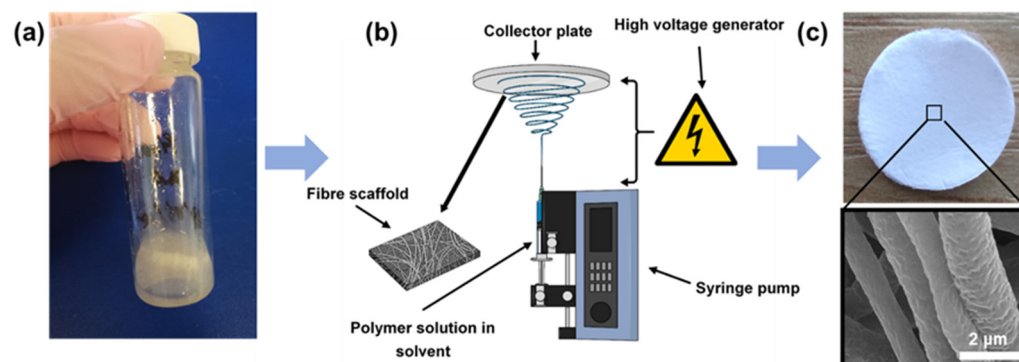 (a)
(b)
Collector plate
High voltage generator
(c)
Fibre scaffold
Polymer solution in
solvent
Syringe pump
2 µm